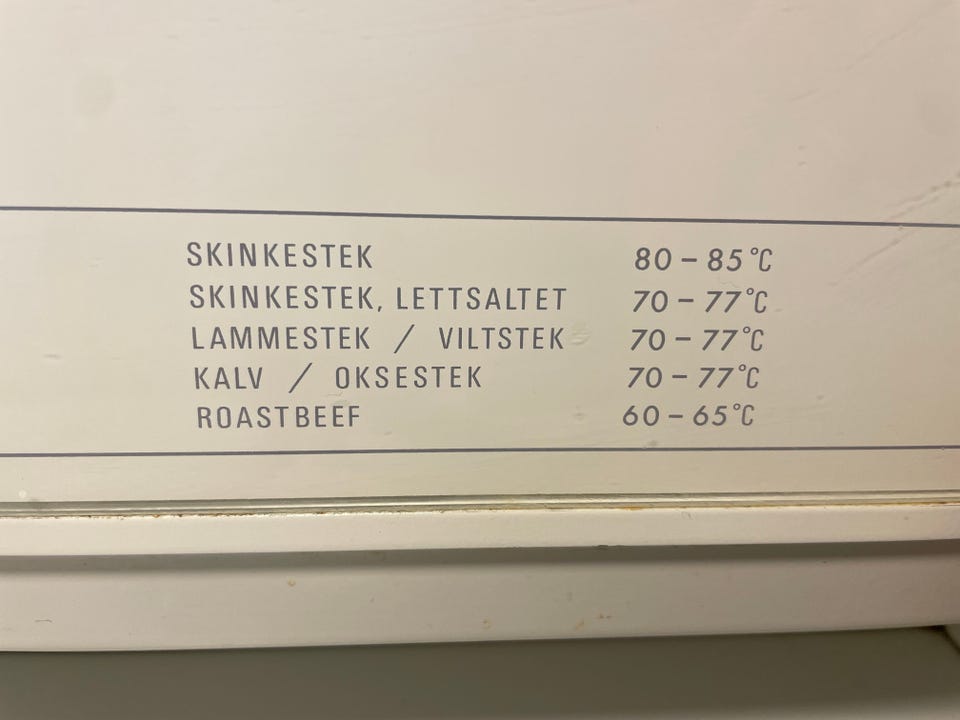 SKINKESTEK 80 – 85 °C
SKINKESTEK, LETTSALTET 70 – 77 °C
LAMMESTEK / VILTSTEK 70 – 77 °C
KALV / OKSESTEK 70 – 77 °C
ROASTBEEF 60 – 65 °C